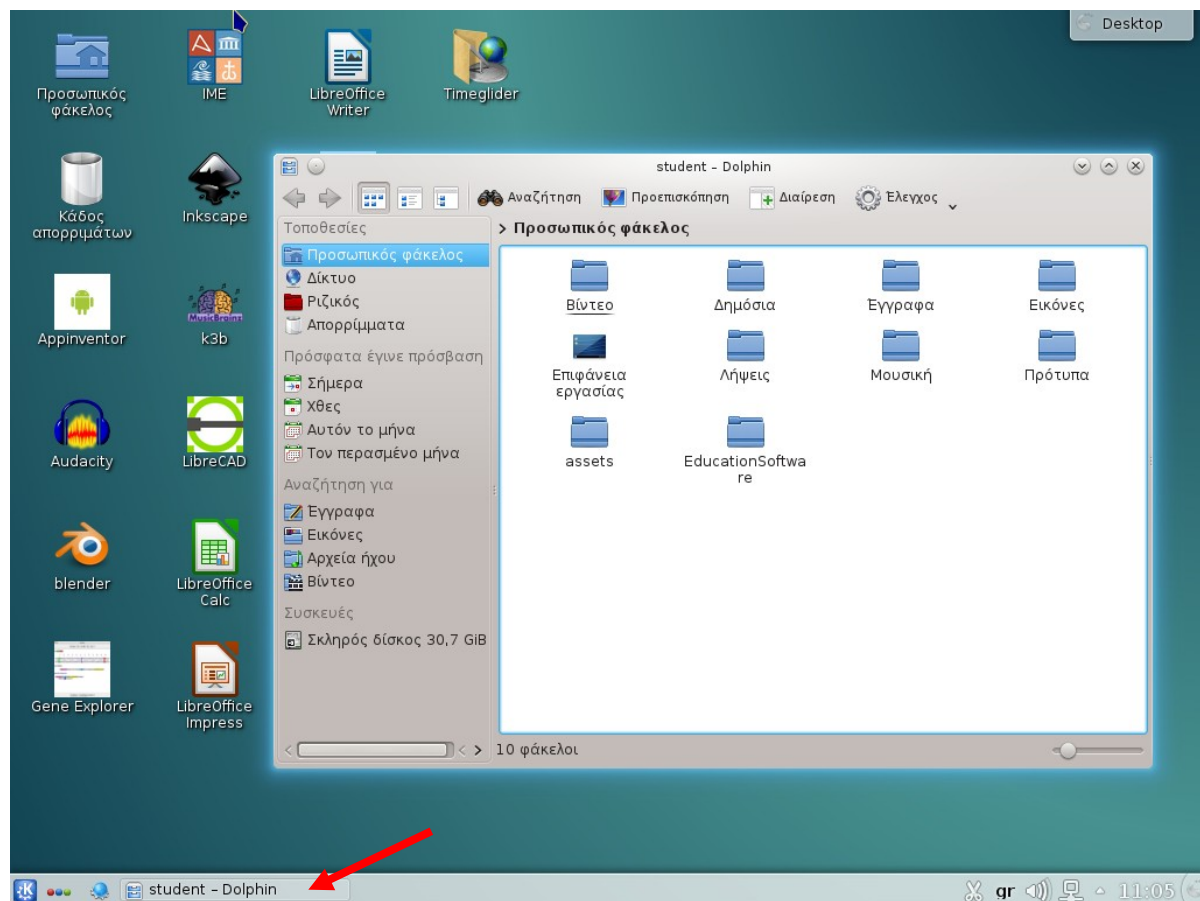 Desktop
Προσωπικός
φάκελος
IME
LibreOffice
Writer
Timeglider
Κάδος
απορριμάτων
Inkscape
Appinventor
k3b
Audacity
LibreCAD
blender
LibreOffice
Calc
Gene Explorer
LibreOffice
Impress
student – Dolphin
Αναζήτηση Προεπισκόπηση Διαίρεση Έλεγχος
Τοποθεσίες
Προσωπικός φάκελος
Δίκτυο
Ριζικός
Απορρίμματα
Πρόσφατα έγινε πρόσβαση
Σήμερα
Χθες
Αυτόν το μήνα
Τον περασμένο μήνα
Αναζήτηση για
Έγγραφα
Εικόνες
Αρχεία ήχου
Βίντεο
Συσκευές
Σκληρός δίσκος 30,7 GiB
> Προσωπικός φάκελος
Βίντεο Δημόσια Έγγραφα Εικόνες
Επιφάνεια
εργασίας
Λήψεις Μουσική Πρότυπα
assets
EducationSoftwa
re
10 φάκελοι
student – Dolphin
gr 11:05